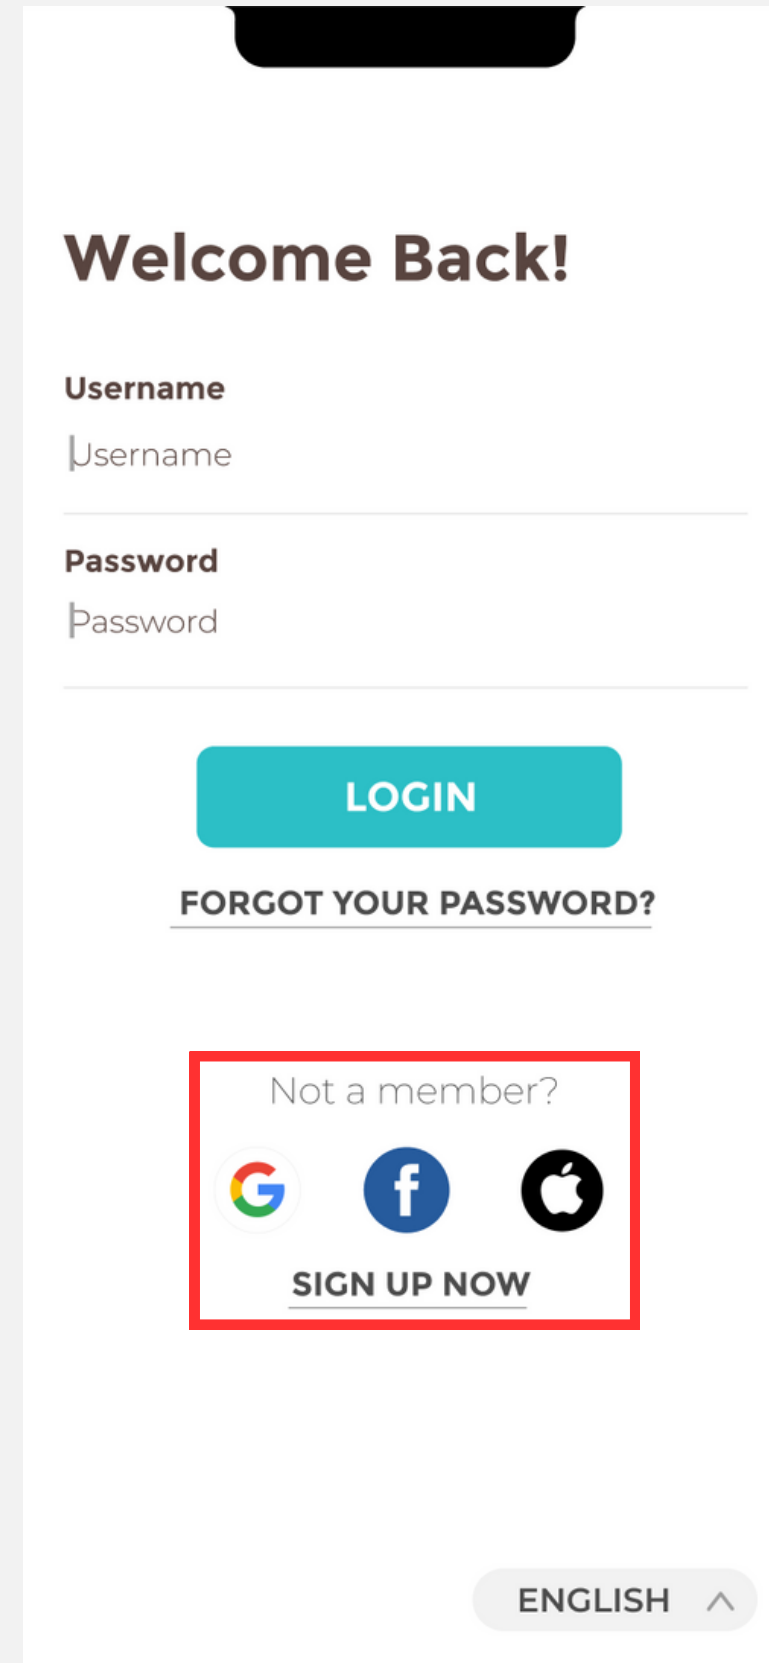 Welcome Back!
Username
Username
Password
Password
LOGIN
FORGOT YOUR PASSWORD?
Not a member?
SIGN UP NOW
ENGLISH